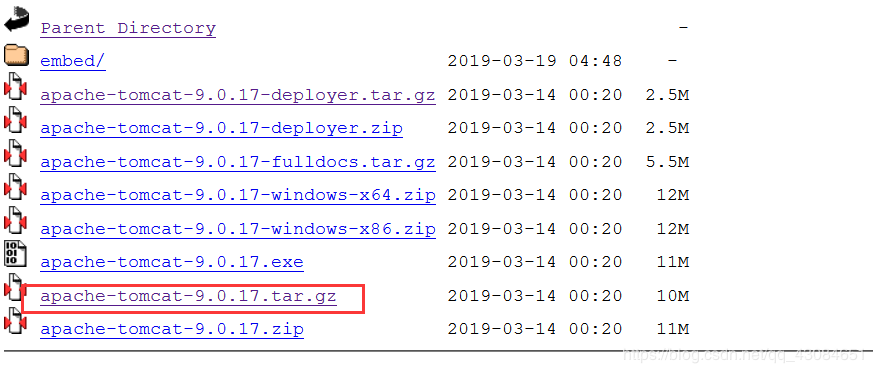 Parent Directory -
embed/ 2019-03-19 04:48 -
apache-tomcat-9.0.17-deployer.tar.gz 2019-03-14 00:20 2.5M
apache-tomcat-9.0.17-deployer.zip 2019-03-14 00:20 2.5M
apache-tomcat-9.0.17-fulldocs.tar.gz 2019-03-14 00:20 5.5M
apache-tomcat-9.0.17-windows-x64.zip 2019-03-14 00:20 12M
apache-tomcat-9.0.17-windows-x86.zip 2019-03-14 00:20 12M
apache-tomcat-9.0.17.exe 2019-03-14 00:20 11M
apache-tomcat-9.0.17.tar.gz 2019-03-14 00:20 10M
apache-tomcat-9.0.17.zip 2019-03-14 00:20 11M